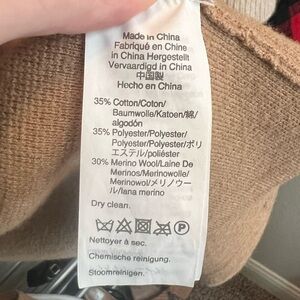 Made in China
Fabriqué en Chine
in China Hergestellt
Vervaardigd in China
中国製
Hecho en China
35% Cotton/Coton/
Baumwolle/Katoen/綿/
algodón
35% Polyester/Polyester/
Polyester/Polyester/ポリ
エステル/poliéster
30% Merino Wool/Laine De
Merinos/Merinowolle/
Merinowol/メリノウー
ル/lana merino
Dry clean.
P
Nettoyer à sec.
Chemische reinigung.
Stoomreinigen.